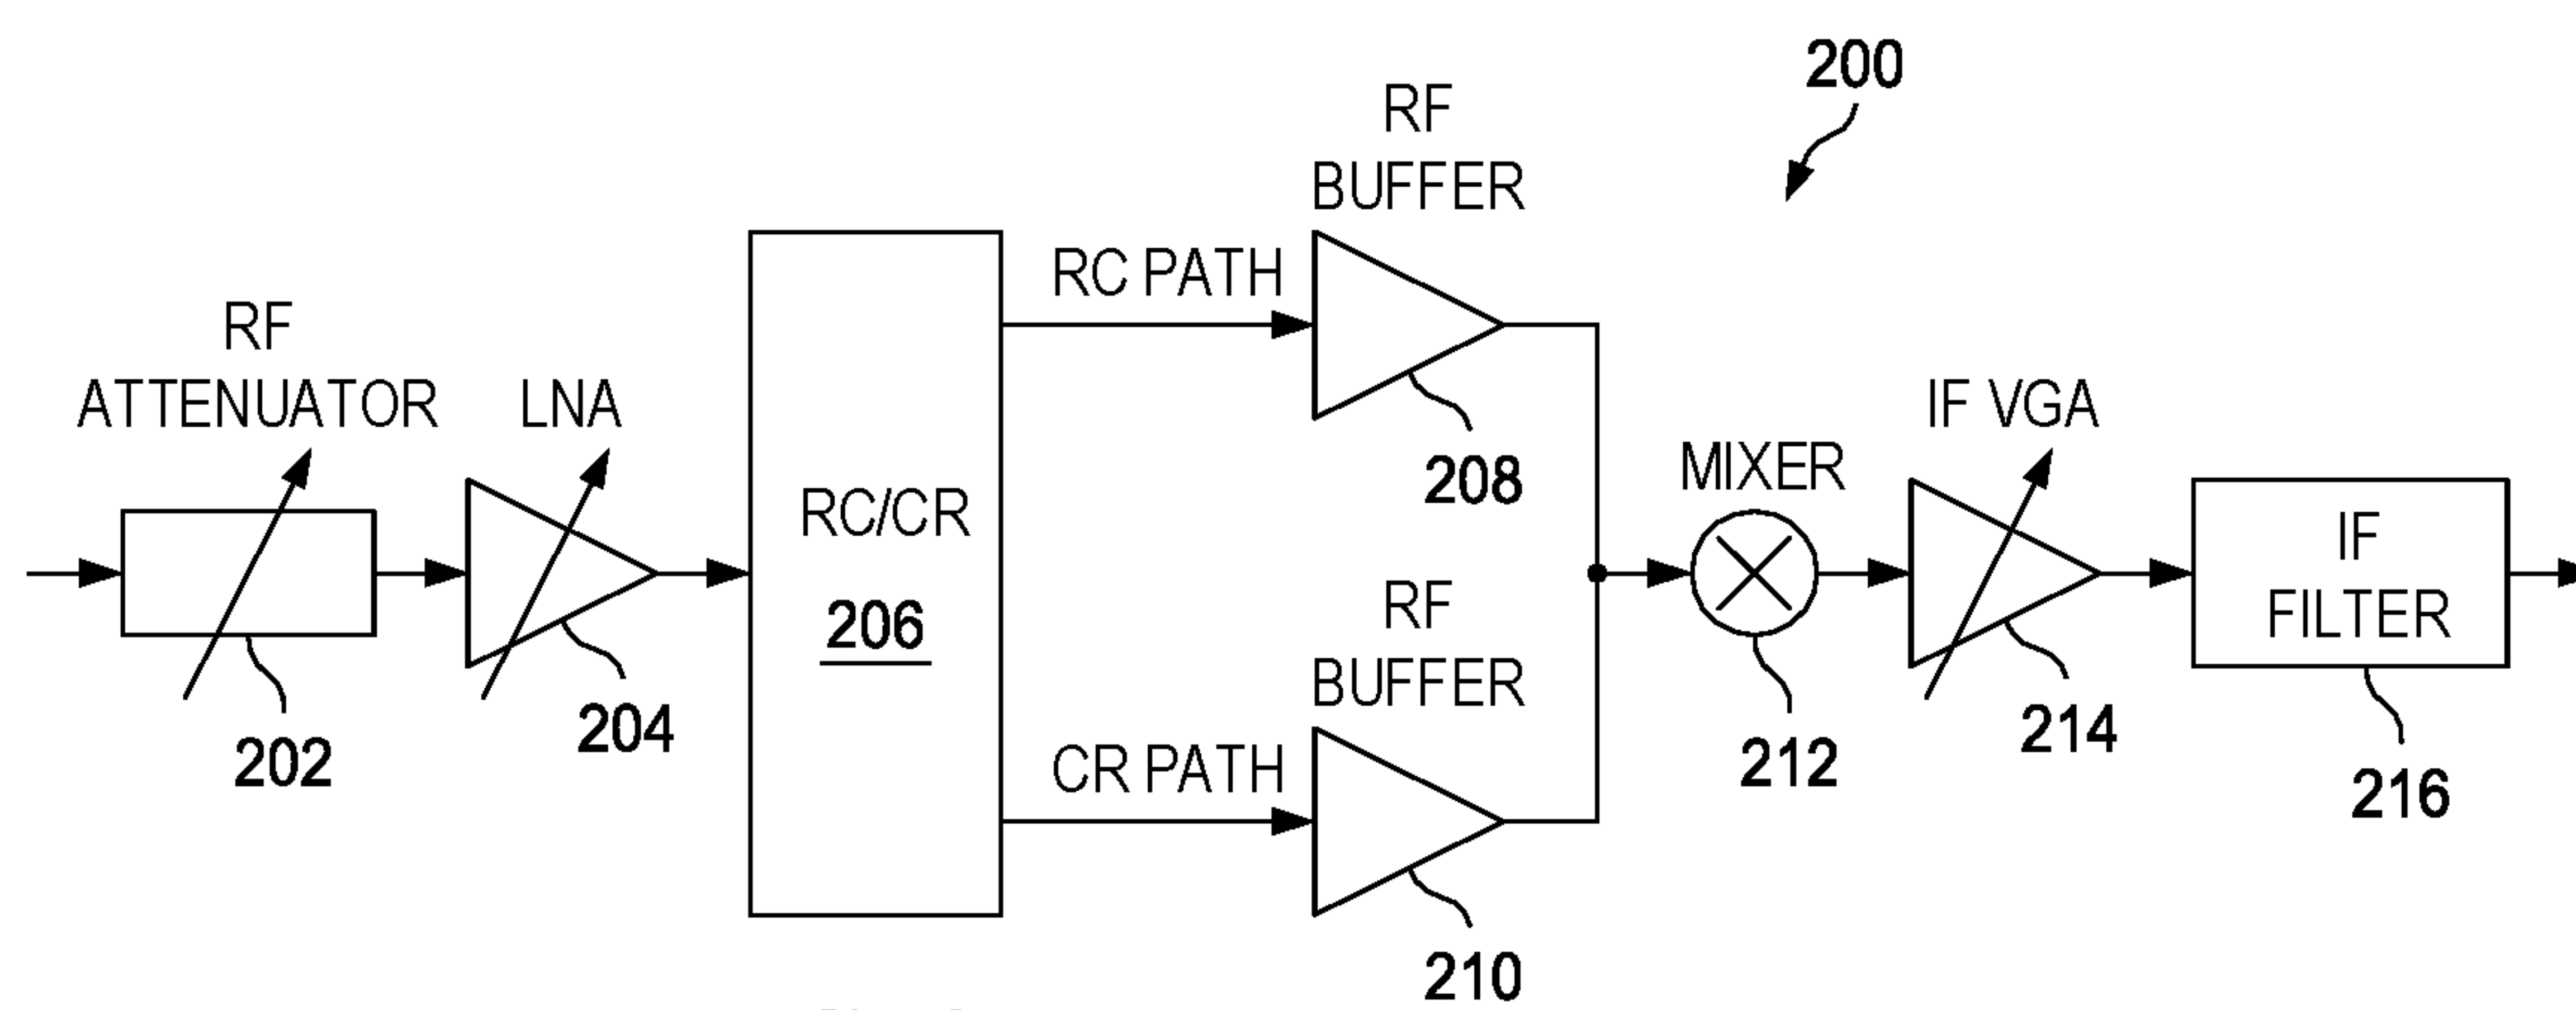 200
RF
BUFFER
RC PATH
RF
ATTENUATOR
LNA
208
MIXER
IF VGA
RC/CR
206
IF
FILTER
RF
BUFFER
202
204
CR PATH
212
214
216
210